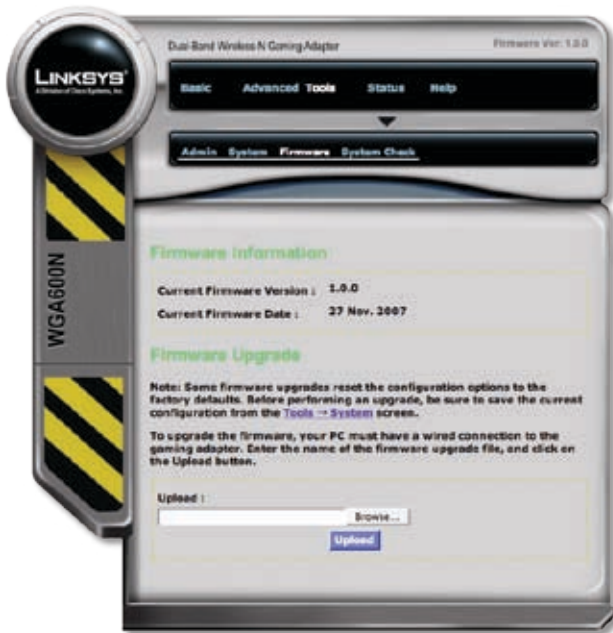 Dual-Band Wireless N Gaming Adapter
Firmware Ver: 1.0.0
LINKSYS®
A Division of Cisco Systems, Inc.
Basic Advanced Tools Status Help
Admin System Firmware System Check
WGA600N
Firmware Information
Current Firmware Version : 1.0.0
Current Firmware Date : 27 Nov. 2007
Firmware Upgrade
Note: Some firmware upgrades reset the configuration options to the
factory defaults. Before performing an upgrade, be sure to save the current
configuration from the Tools → System screen.
To upgrade the firmware, your PC must have a wired connection to the
gaming adapter. Enter the name of the firmware upgrade file, and click on
the Upload button.
Upload :
Browse...
Upload